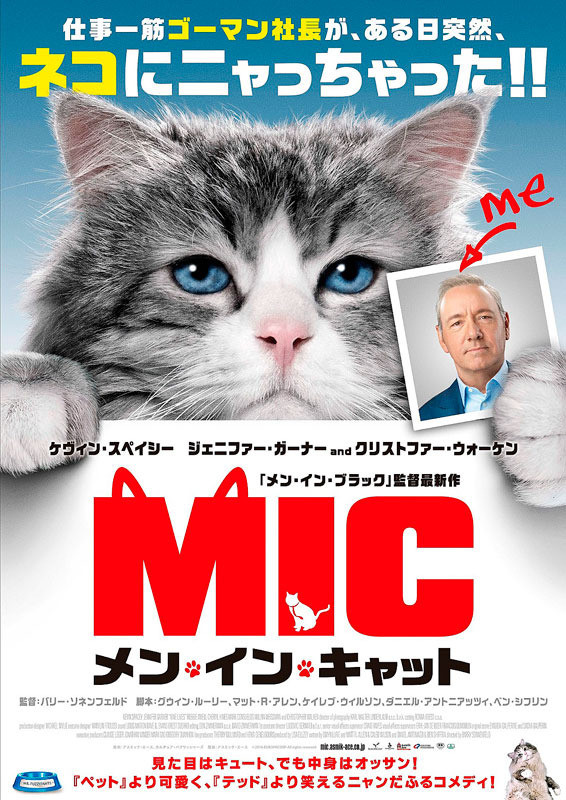 仕事一筋ゴーマン社長が、ある日突然、
ネコにニャっちゃった!!
me
ケヴィン・スペイシー ジェニファー・ガーナー and クリストファー・ウォーケン
「メン・イン・ブラック」監督最新作
MIC
メン・イン・キャット
監督:バリー・ソネンフェルド 脚本:グウィン・ルーリー、マット・R・アレン、ケイレブ・ウィルソン、ダニエル・アントニアッツィ、ベン・シフリン
mic.asmik-ace.co.jp
見た目はキュート、でも中身はオッサン!
『ペット』より可愛く、『テッド』より笑えるニャンだふるコメディ!